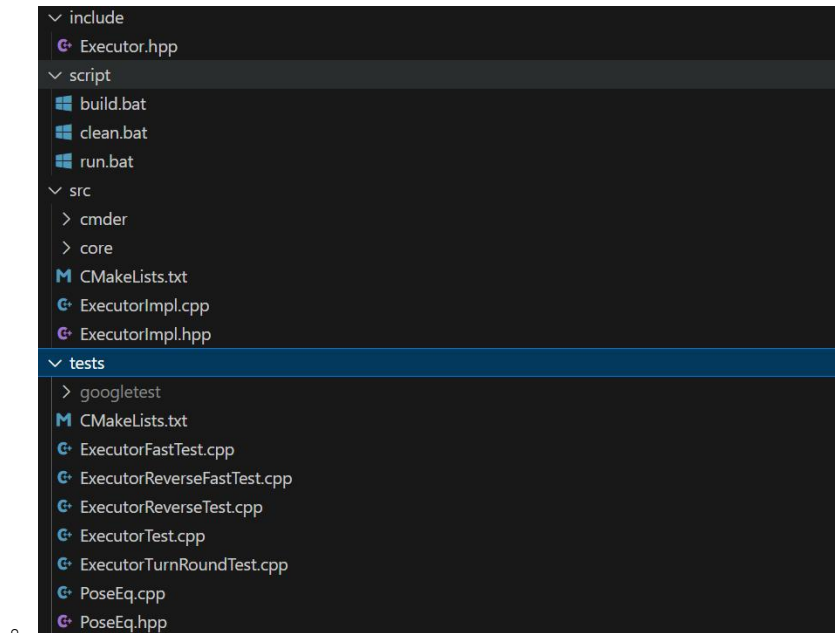 include
Executor.hpp
script
build.bat
clean.bat
run.bat
src
cmder
core
CMakeLists.txt
ExecutorImpl.cpp
ExecutorImpl.hpp
tests
googletest
CMakeLists.txt
ExecutorFastTest.cpp
ExecutorReverseFastTest.cpp
ExecutorReverseTest.cpp
ExecutorTest.cpp
ExecutorTurnRoundTest.cpp
PoseEq.cpp
PoseEq.hpp